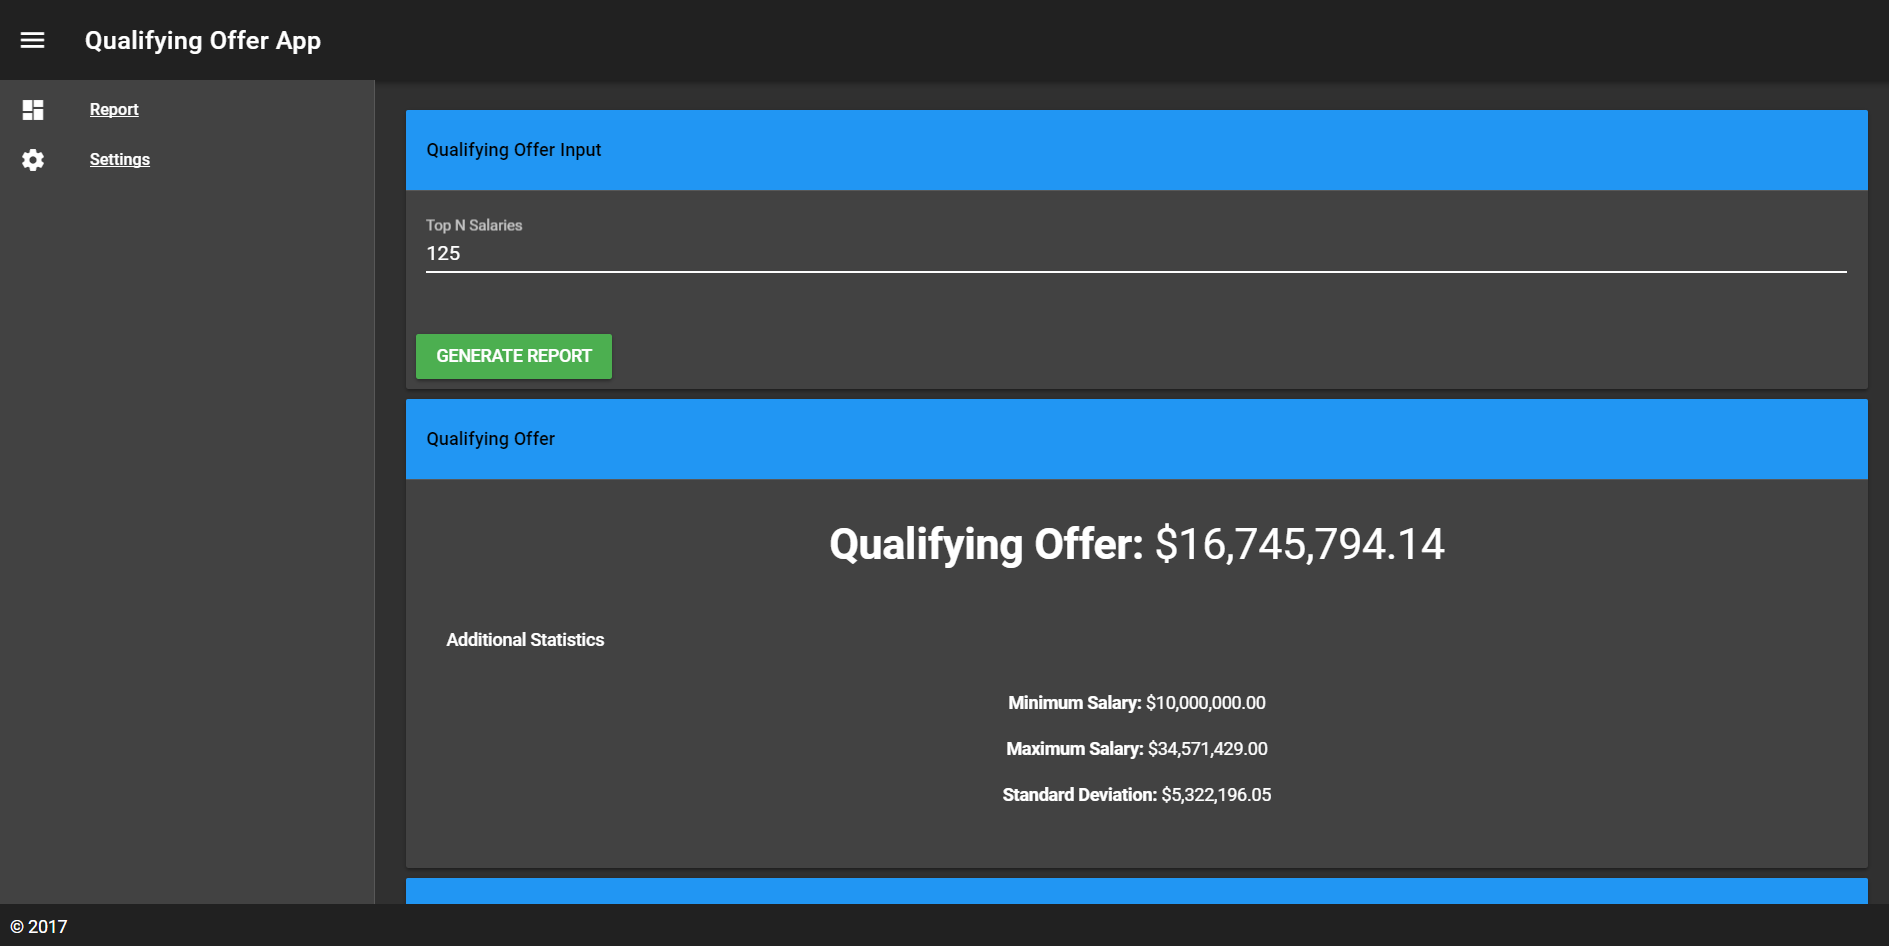 Qualifying Offer App
Report
Settings
Qualifying Offer Input
Top N Salaries
125
GENERATE REPORT
Qualifying Offer
Qualifying Offer: $16,745,794.14
Additional Statistics
Minimum Salary: $10,000,000.00
Maximum Salary: $34,571,429.00
Standard Deviation: $5,322,196.05
© 2017